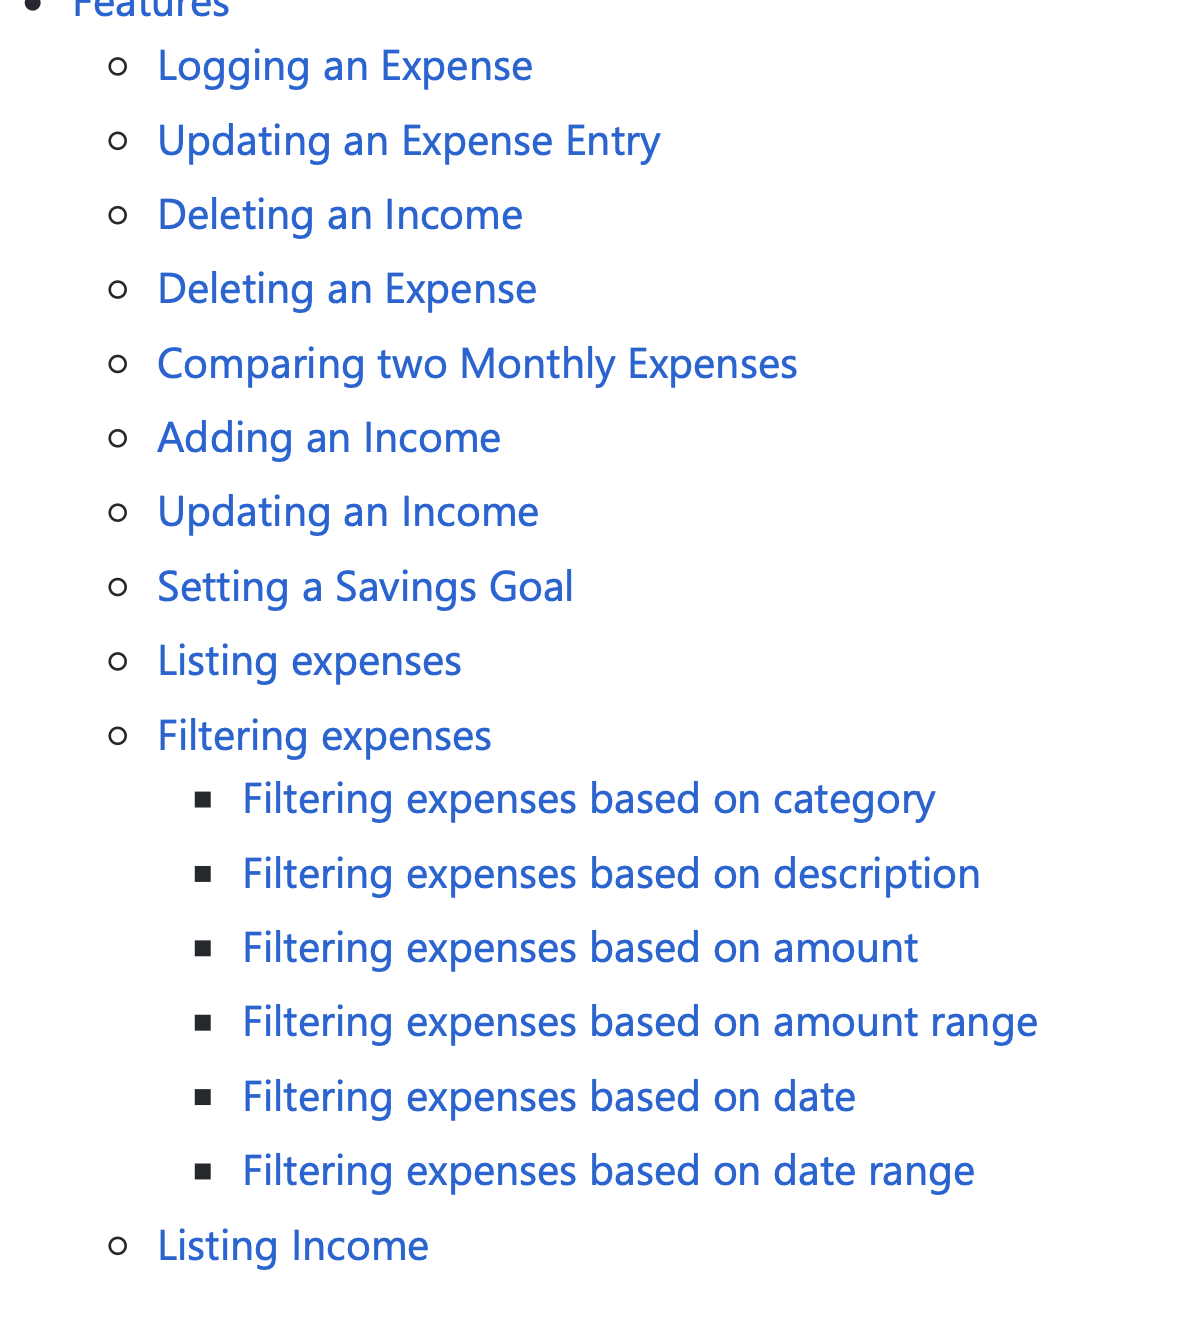 Features
Logging an Expense
Updating an Expense Entry
Deleting an Income
Deleting an Expense
Comparing two Monthly Expenses
Adding an Income
Updating an Income
Setting a Savings Goal
Listing expenses
Filtering expenses
Filtering expenses based on category
Filtering expenses based on description
Filtering expenses based on amount
Filtering expenses based on amount range
Filtering expenses based on date
Filtering expenses based on date range
Listing Income